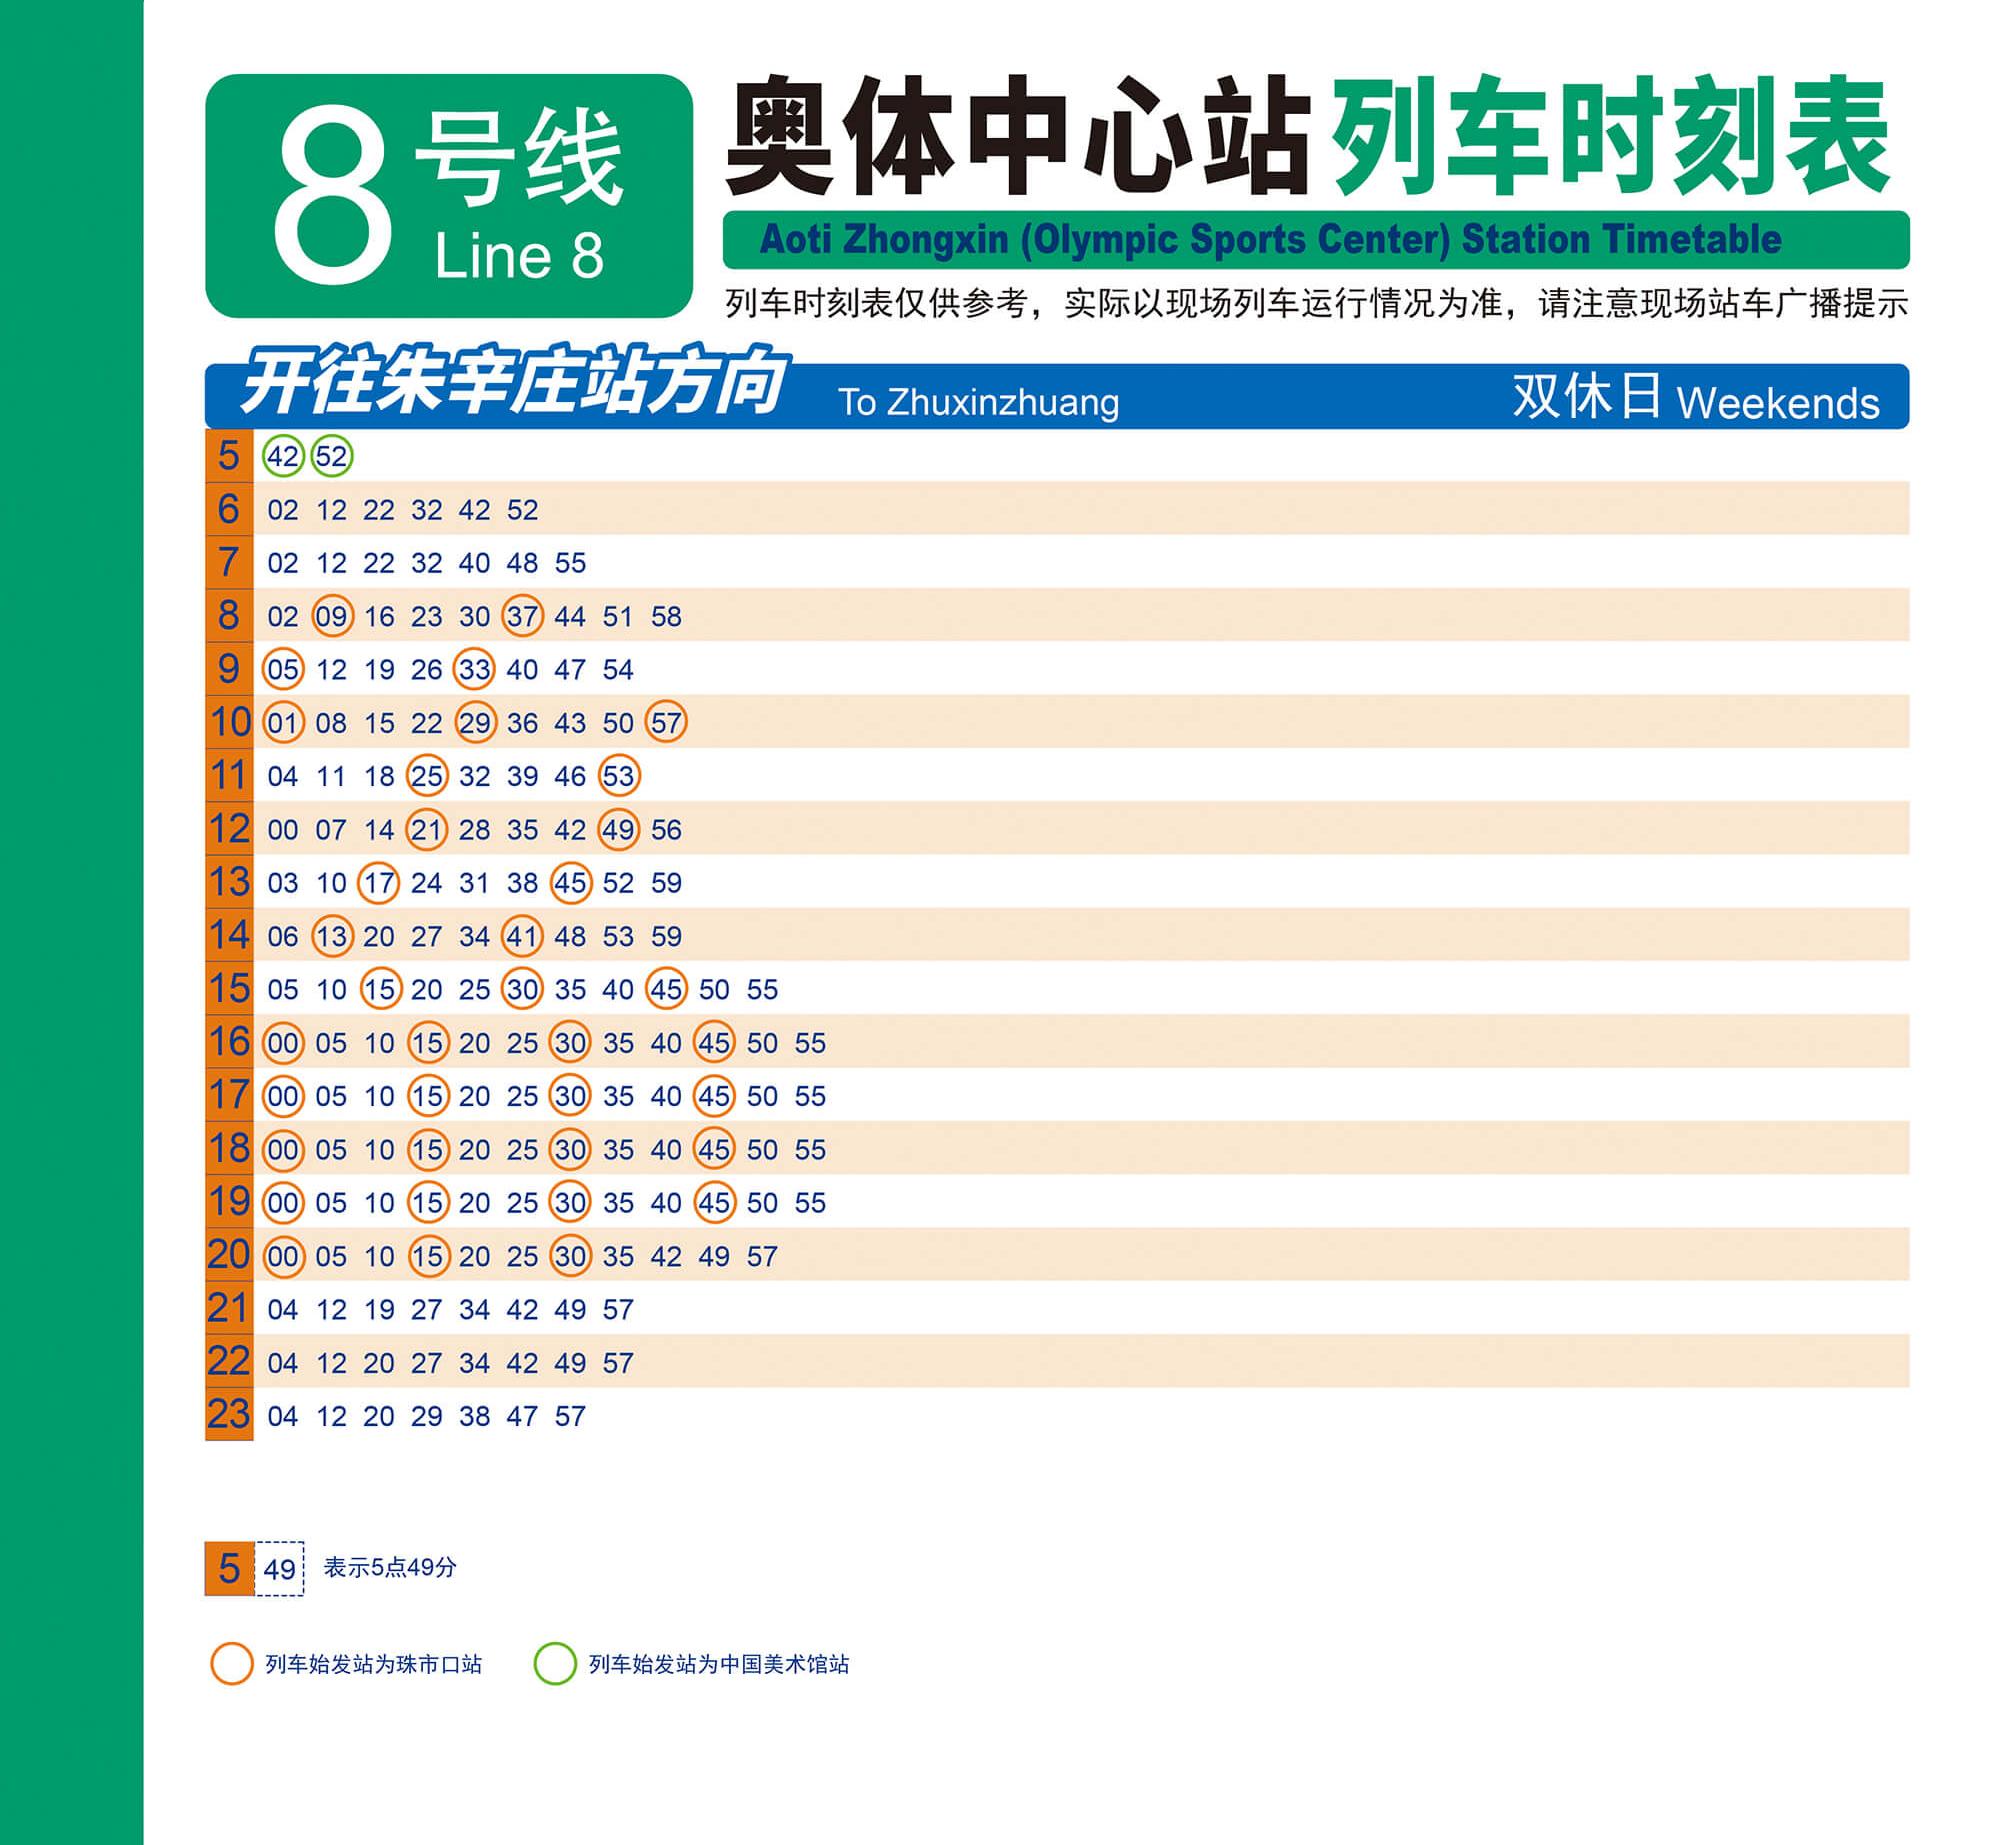 8号线
Line 8
奥体中心站列车时刻表
Aoti Zhongxin (Olympic Sports Center) Station Timetable
列车时刻表仅供参考，实际以现场列车运行情况为准，请注意现场站车广播提示
开往朱辛庄站方向 To Zhuxinzhuang 双休日 Weekends
5 42 52
6 02 12 22 32 42 52
7 02 12 22 32 40 48 55
8 02 09 16 23 30 37 44 51 58
9 05 12 19 26 33 40 47 54
10 01 08 15 22 29 36 43 50 57
11 04 11 18 25 32 39 46 53
12 00 07 14 21 28 35 42 49 56
13 03 10 17 24 31 38 45 52 59
14 06 13 20 27 34 41 48 53 59
15 05 10 15 20 25 30 35 40 45 50 55
16 00 05 10 15 20 25 30 35 40 45 50 55
17 00 05 10 15 20 25 30 35 40 45 50 55
18 00 05 10 15 20 25 30 35 40 45 50 55
19 00 05 10 15 20 25 30 35 40 45 50 55
20 00 05 10 15 20 25 30 35 42 49 57
21 04 12 19 27 34 42 49 57
22 04 12 20 27 34 42 49 57
23 04 12 20 29 38 47 57
5 49 表示5点49分
列车始发站为珠市口站 列车始发站为中国美术馆站